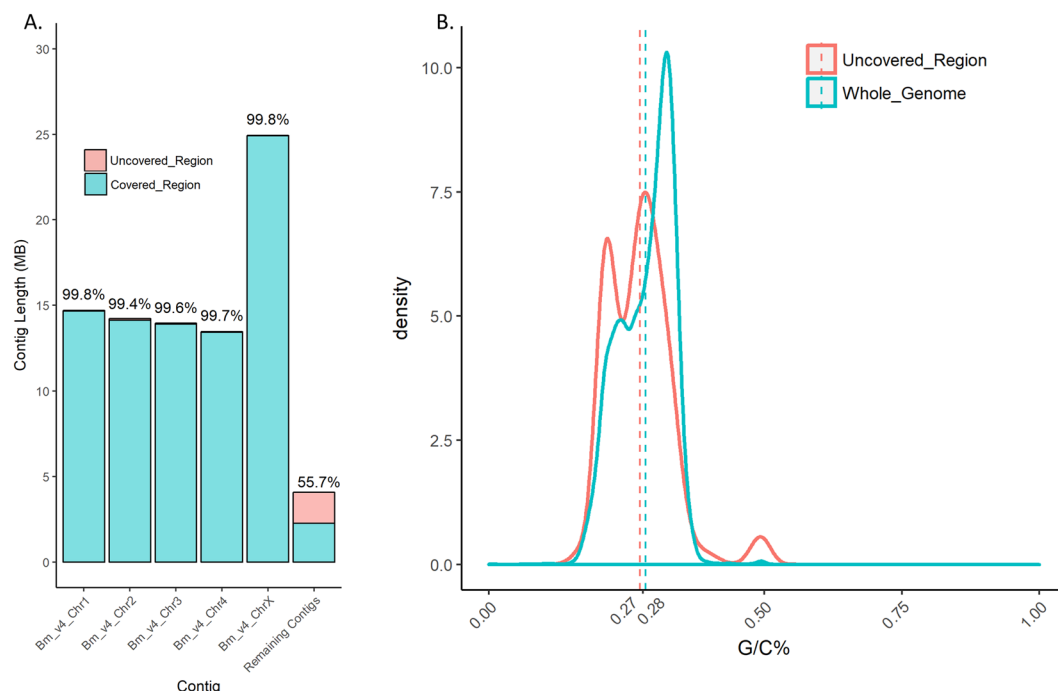 A.
Contig Length (MB)
30
25
20
15
10
5
0
99.8%
99.4%
99.6%
99.7%
99.8%
55.7%
Uncovered_Region
Covered_Region
Bm_v4_Chr1
Bm_v4_Chr2
Bm_v4_Chr3
Bm_v4_Chr4
Bm_v4_ChrX
Remaining Contigs
Contig
B.
density
10.0
7.5
5.0
2.5
0.0
Uncovered_Region
Whole_Genome
0.00
0.27
0.28
0.50
0.75
1.00
G/C%